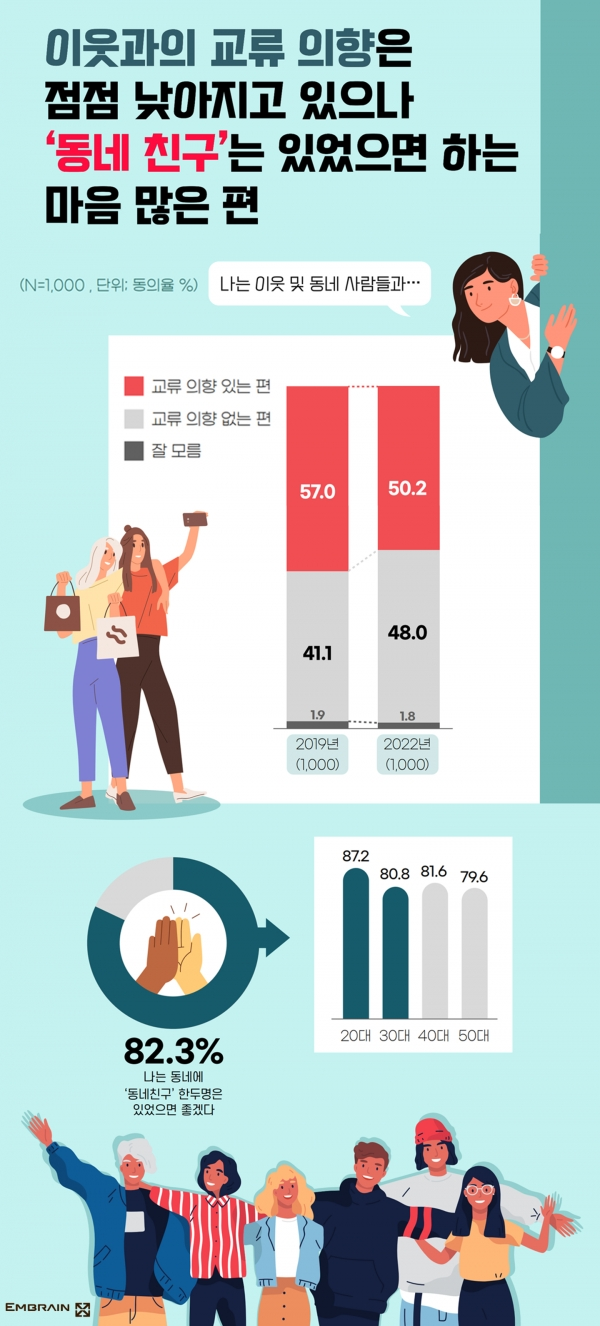 이웃과의 교류 의향은
점점 낮아지고 있으나
‘동네 친구’는 있었으면 하는
마음 많은 편
(N=1,000 , 단위; 동의율 %)
나는 이웃 및 동네 사람들과…
교류 의향 있는 편
교류 의향 없는 편
잘 모름
57.0
50.2
41.1
48.0
1.9
1.8
2019년
(1,000)
2022년
(1,000)
87.2
80.8
81.6
79.6
20대
30대
40대
50대
82.3%
나는 동네에
‘동네친구’ 한두명은
있었으면 좋겠다
EMBRAIN